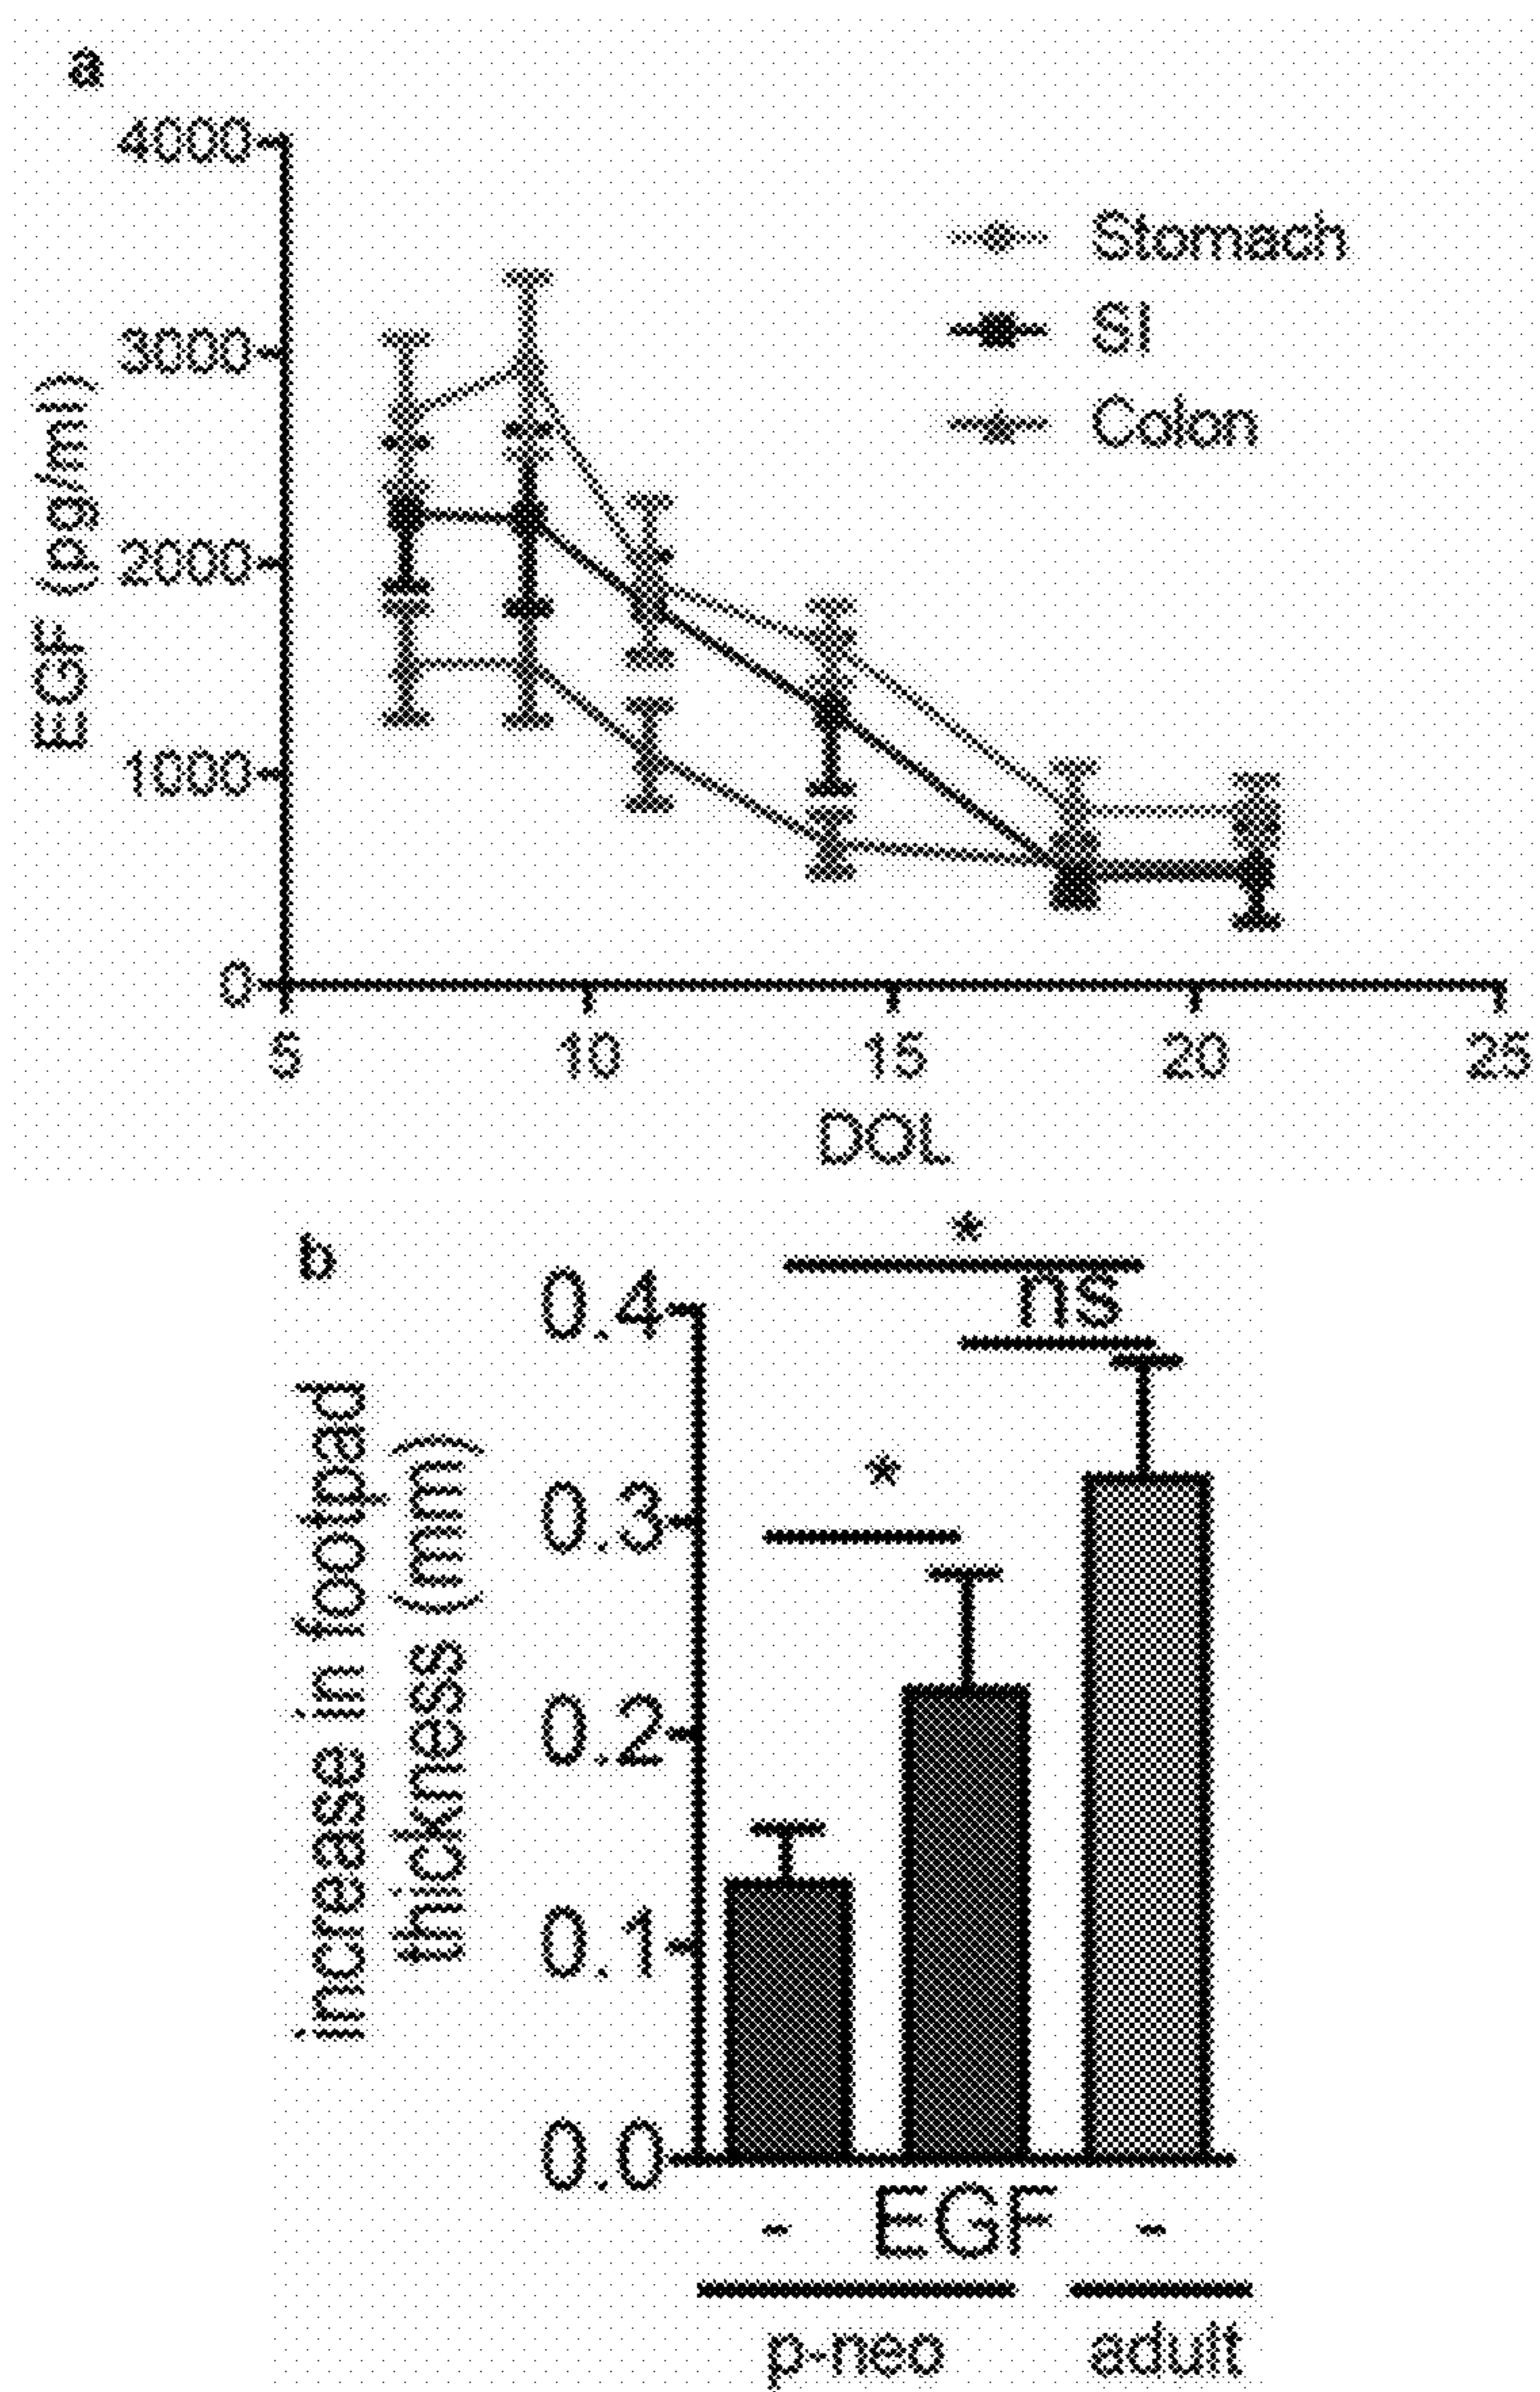 a
4000
3000
2000
1000
0
EGF (pg/ml)
Stomach
SI
Colon
5 10 15 20 25
DOL
b
*
ns
*
0.4
0.3
0.2
0.1
0.0
increase in footpad
thickness (mm)
- EGF -
p-neo adult